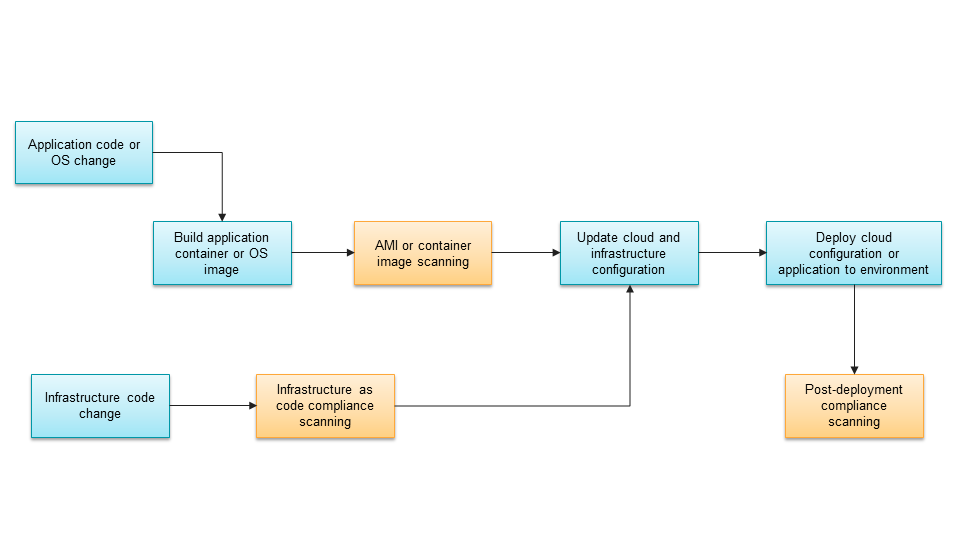 Application code or
OS change
Build application
container or OS
image
AMI or container
image scanning
Update cloud and
infrastructure
configuration
Deploy cloud
configuration or
application to environment
Infrastructure code
change
Infrastructure as
code compliance
scanning
Post-deployment
compliance
scanning